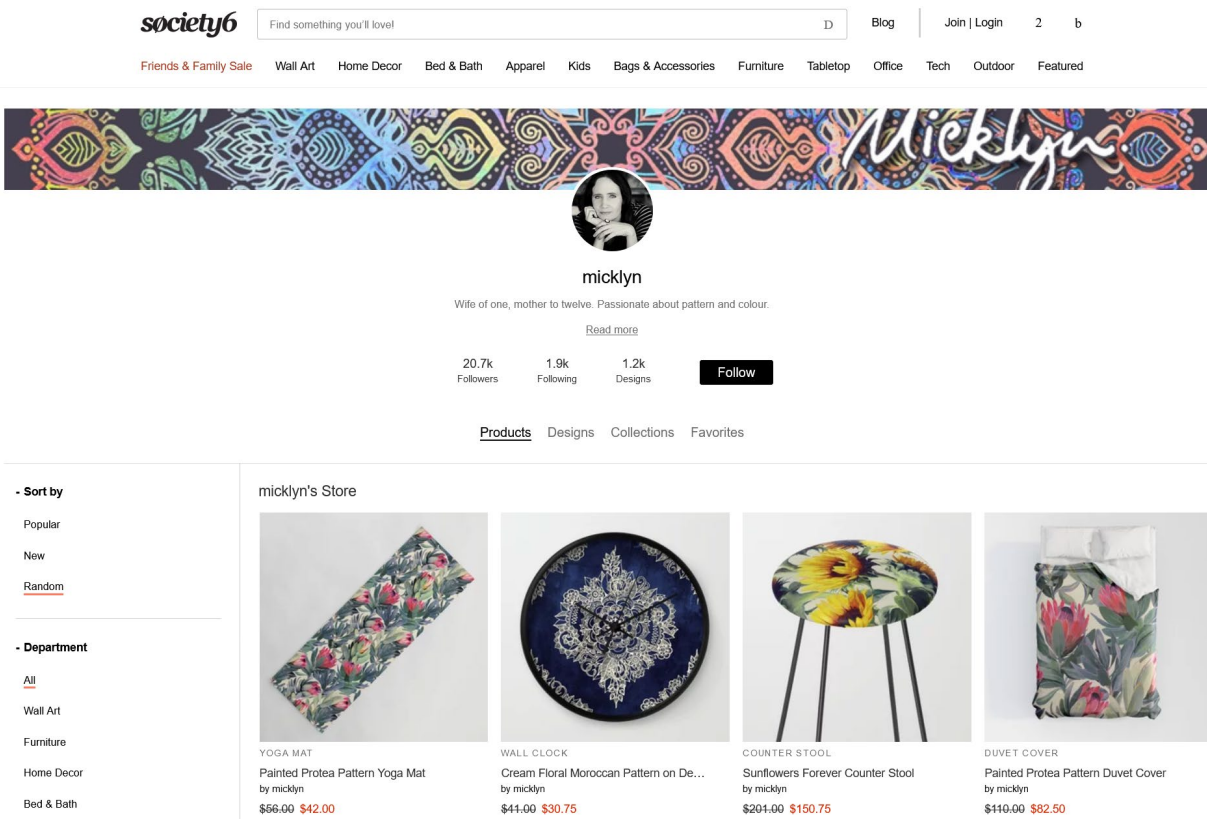 søciety6
Find something you'll love!
D
Blog
Join | Login
2
b
Friends & Family Sale
Wall Art
Home Decor
Bed & Bath
Apparel
Kids
Bags & Accessories
Furniture
Tabletop
Office
Tech
Outdoor
Featured
Micklyn
micklyn
Wife of one, mother to twelve. Passionate about pattern and colour.
Read more
20.7k
Followers
1.9k
Following
1.2k
Designs
Follow
Products
Designs
Collections
Favorites
- Sort by
Popular
New
Random
- Department
All
Wall Art
Furniture
Home Decor
Bed & Bath
micklyn's Store
YOGA MAT
Painted Protea Pattern Yoga Mat
by micklyn
$56.00 $42.00
WALL CLOCK
Cream Floral Moroccan Pattern on De...
by micklyn
$41.00 $30.75
COUNTER STOOL
Sunflowers Forever Counter Stool
by micklyn
$201.00 $150.75
DUVET COVER
Painted Protea Pattern Duvet Cover
by micklyn
$110.00 $82.50